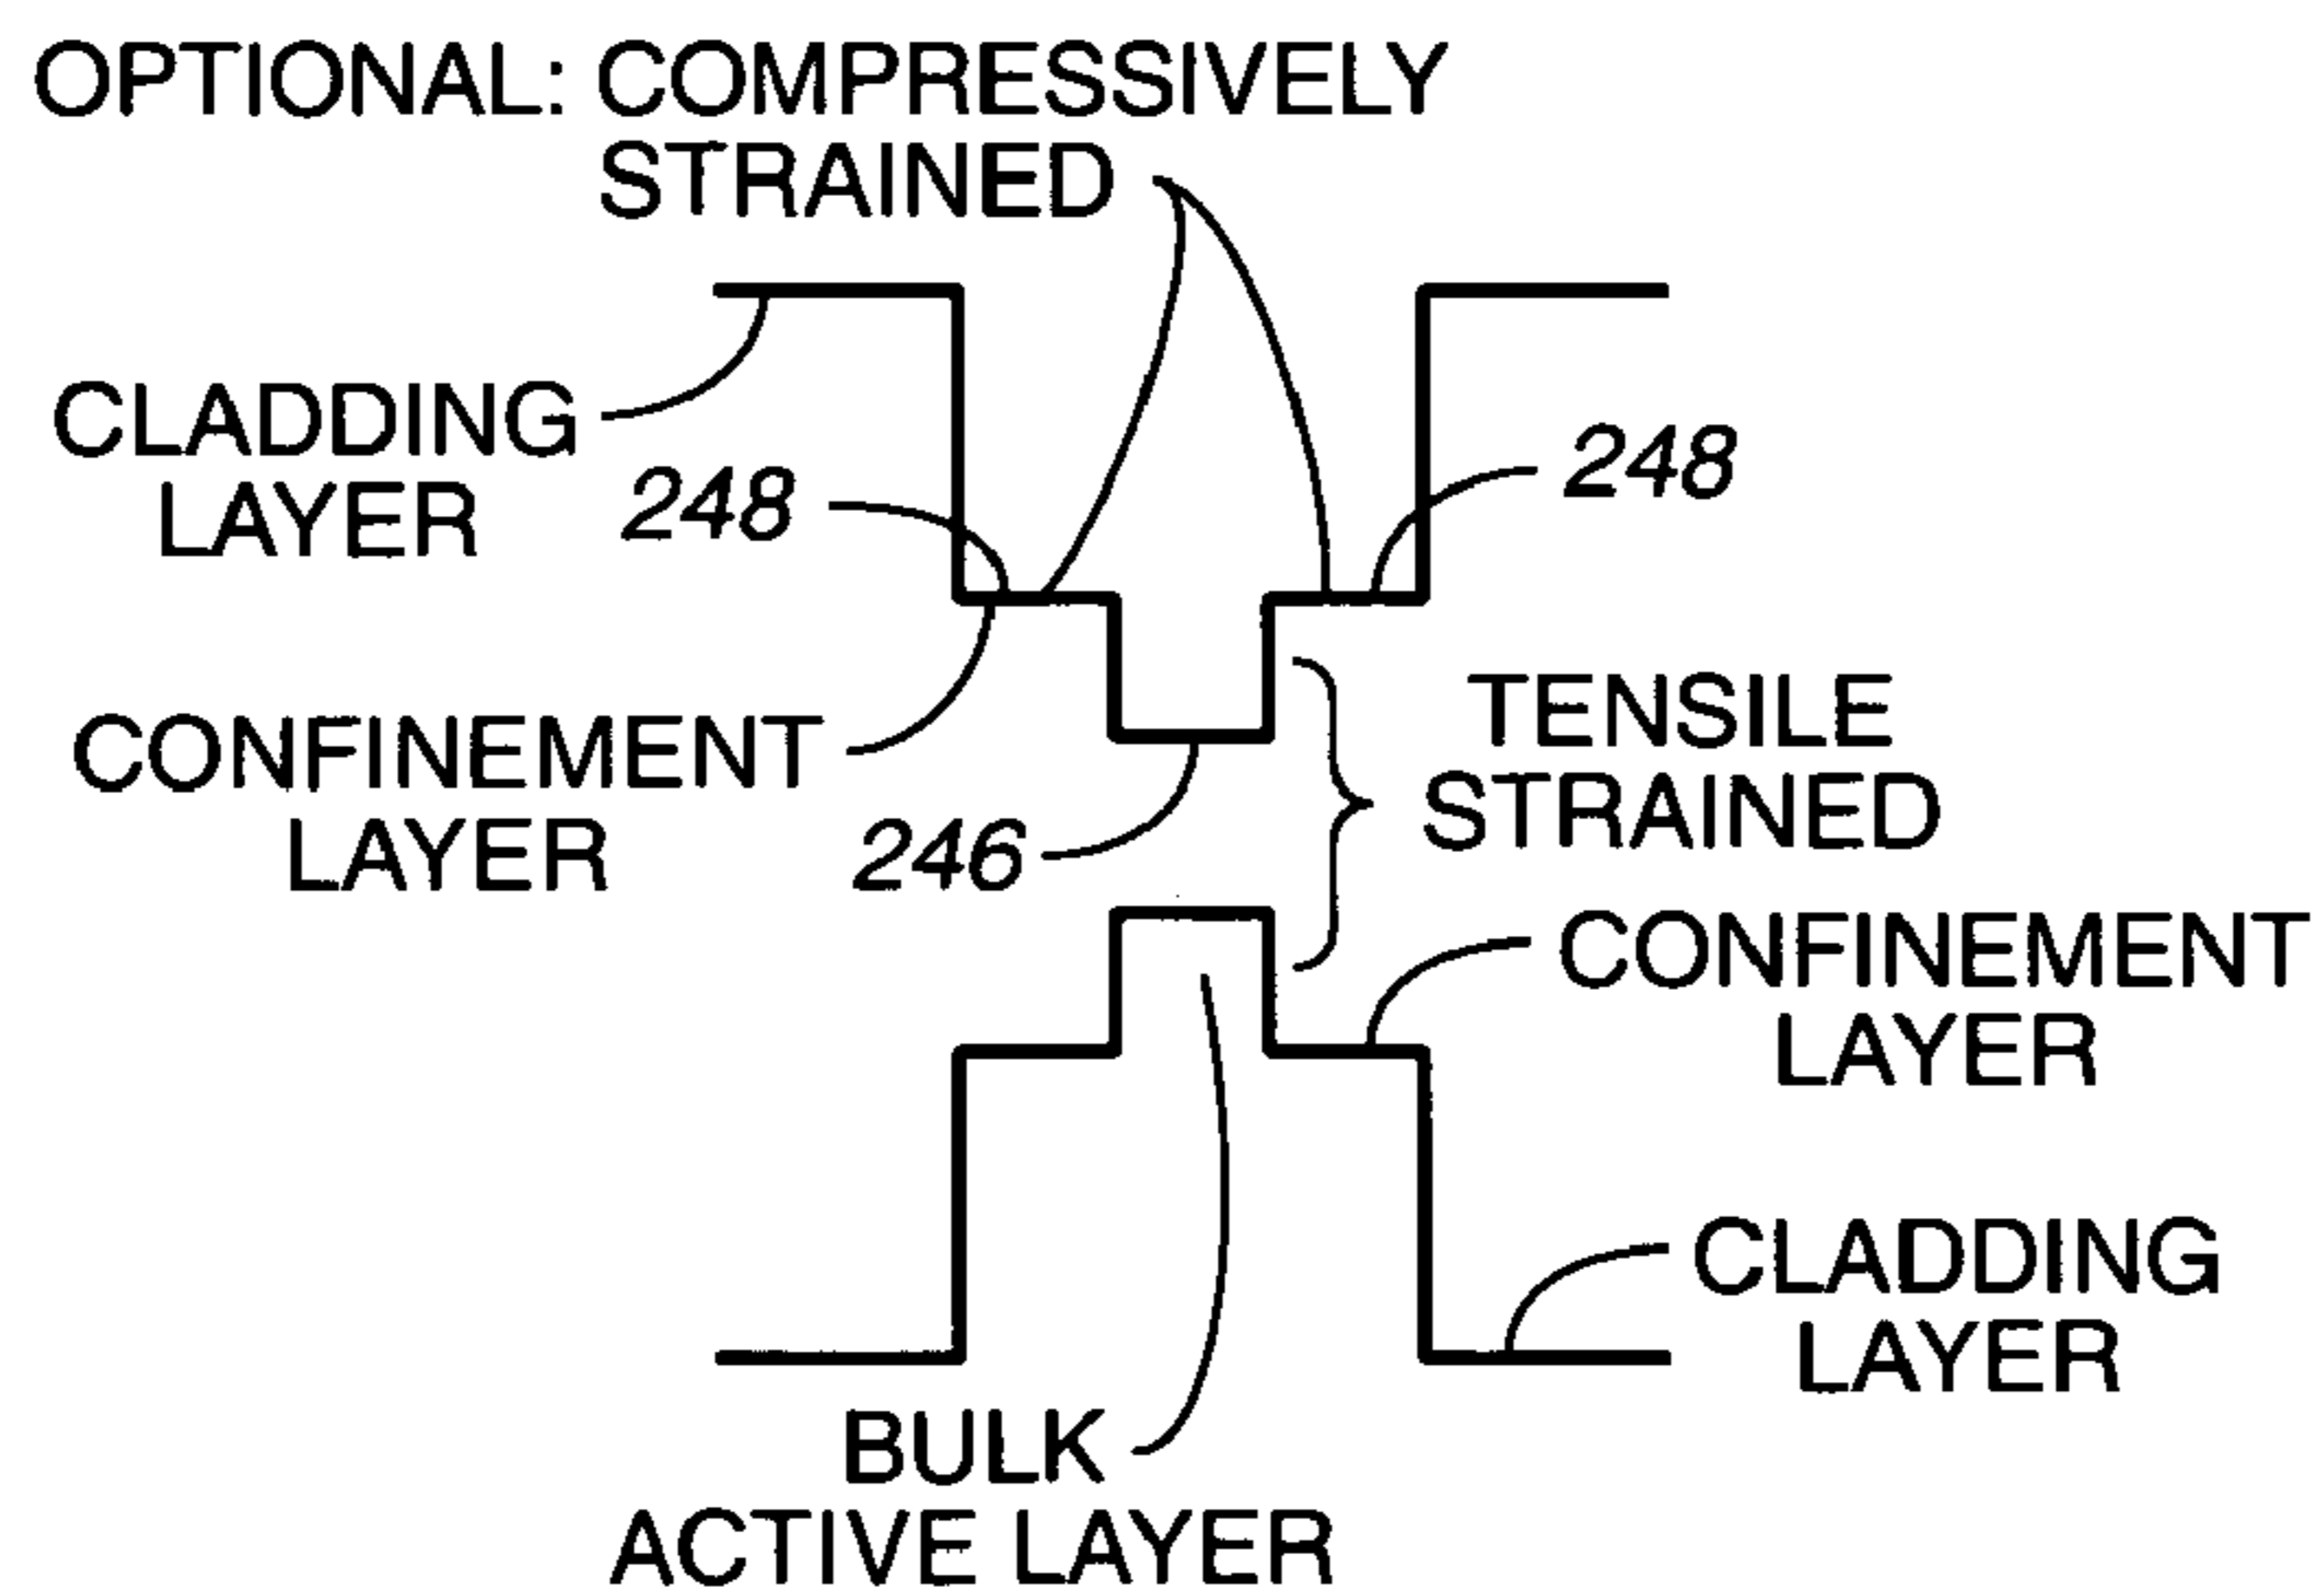 OPTIONAL: COMPRESSIVELY
STRAINED
CLADDING
LAYER
248
248
CONFINEMENT
LAYER
246
TENSILE
STRAINED
CONFINEMENT
LAYER
CLADDING
LAYER
BULK
ACTIVE LAYER